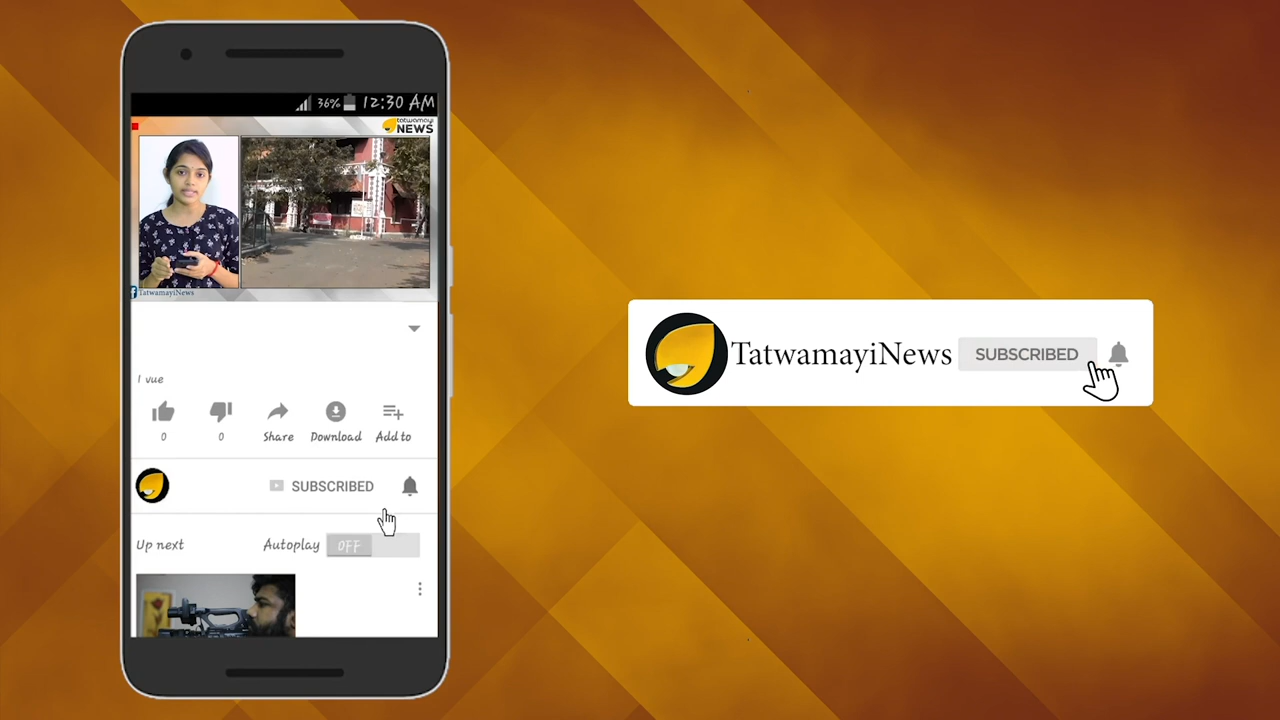 36% 12:30 AM
tatwamayi
NEWS
TatwamayiNews
1 vue
0 0 Share Download Add to
SUBSCRIBED
Up next Autoplay OFF
TatwamayiNews SUBSCRIBED